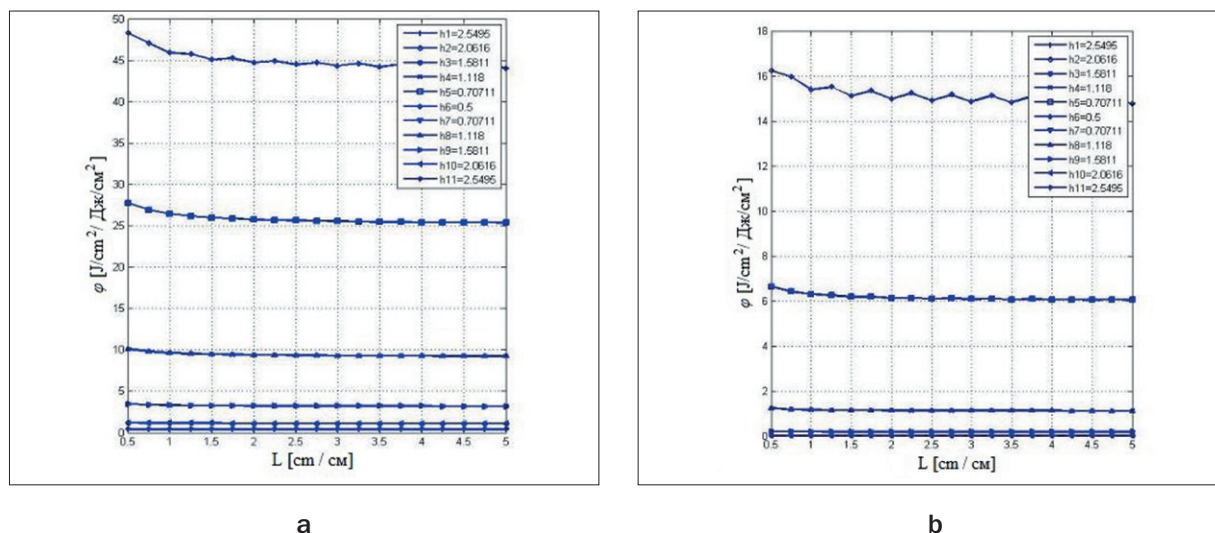 50
45
40
35
30
25
20
15
10
5
0
φ [J/cm²/ Дж/см²]
0.5 1 1.5 2 2.5 3 3.5 4 4.5 5
L [cm / см]
h1=2.5495
h2=2.0616
h3=1.5811
h4=1.118
h5=0.70711
h6=0.5
h7=0.70711
h8=1.118
h9=1.5811
h10=2.0616
h11=2.5495
a
18
16
14
12
10
8
6
4
2
0
φ [J/cm²/ Дж/см²]
0.5 1 1.5 2 2.5 3 3.5 4 4.5 5
L [cm / см]
h1=2.5495
h2=2.0616
h3=1.5811
h4=1.118
h5=0.70711
h6=0.5
h7=0.70711
h8=1.118
h9=1.5811
h10=2.0616
h11=2.5495
b